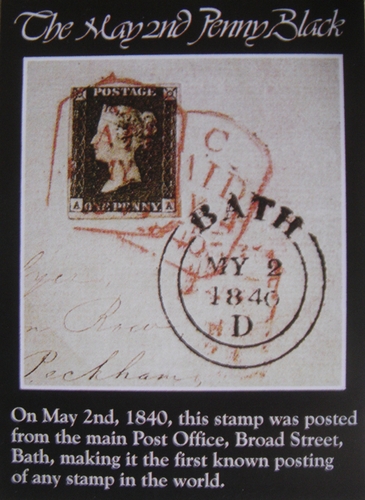 The May 2nd Penny Black
POSTAGE
A ONE PENNY A
BATH
MY 2
1840
D
Peckham.
On May 2nd, 1840, this stamp was posted
from the main Post Office, Broad Street,
Bath, making it the first known posting
of any stamp in the world.